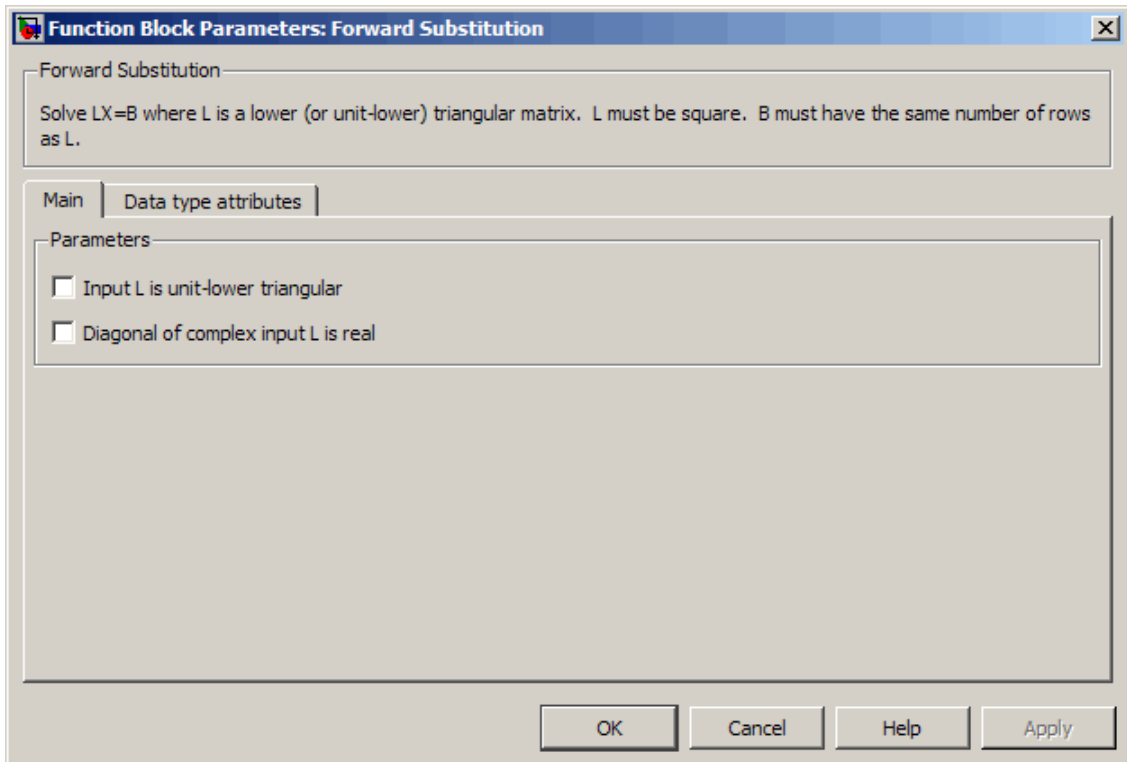 Function Block Parameters: Forward Substitution
Forward Substitution
Solve LX=B where L is a lower (or unit-lower) triangular matrix.  L must be square.  B must have the same number of rows
as L.
Main
Data type attributes
Parameters
Input L is unit-lower triangular
Diagonal of complex input L is real
OK
Cancel
Help
Apply